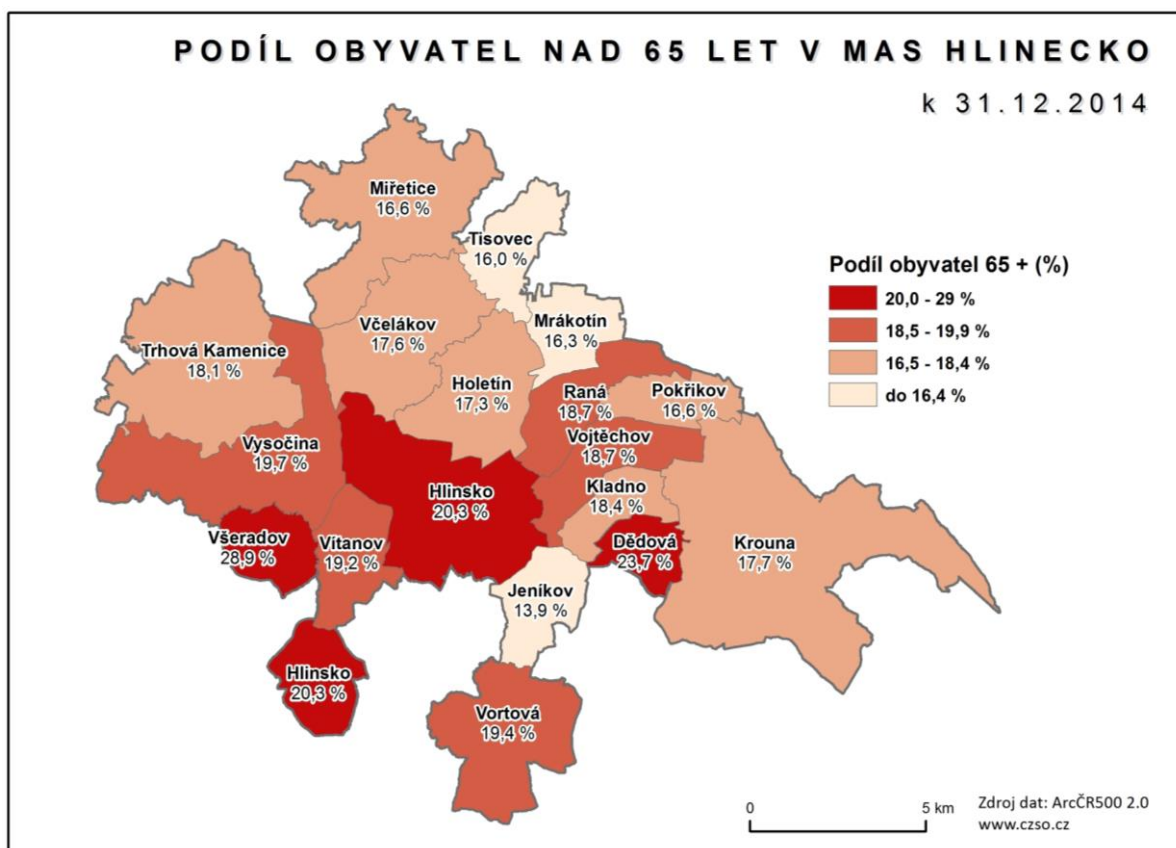 PODÍL OBYVATEL NAD 65 LET V MAS HLINECKO
k 31.12.2014
Miřetice
16,6 %
Tisovec
16,0 %
Podíl obyvatel 65 + (%)
20,0 - 29 %
18,5 - 19,9 %
16,5 - 18,4 %
do 16,4 %
Včelákov
17,6 %
Mrákotín
16,3 %
Trhová Kamenice
18,1 %
Holetín
17,3 %
Raná
18,7 %
Pokřikov
16,6 %
Vysočina
19,7 %
Vojtěchov
18,7 %
Hlinsko
20,3 %
Kladno
18,4 %
Všeradov
28,9 %
Vítanov
19,2 %
Dědová
23,7 %
Krouna
17,7 %
Jeníkov
13,9 %
Hlinsko
20,3 %
Vortová
19,4 %
0 5 km
Zdroj dat: ArcČR500 2.0
www.czso.cz